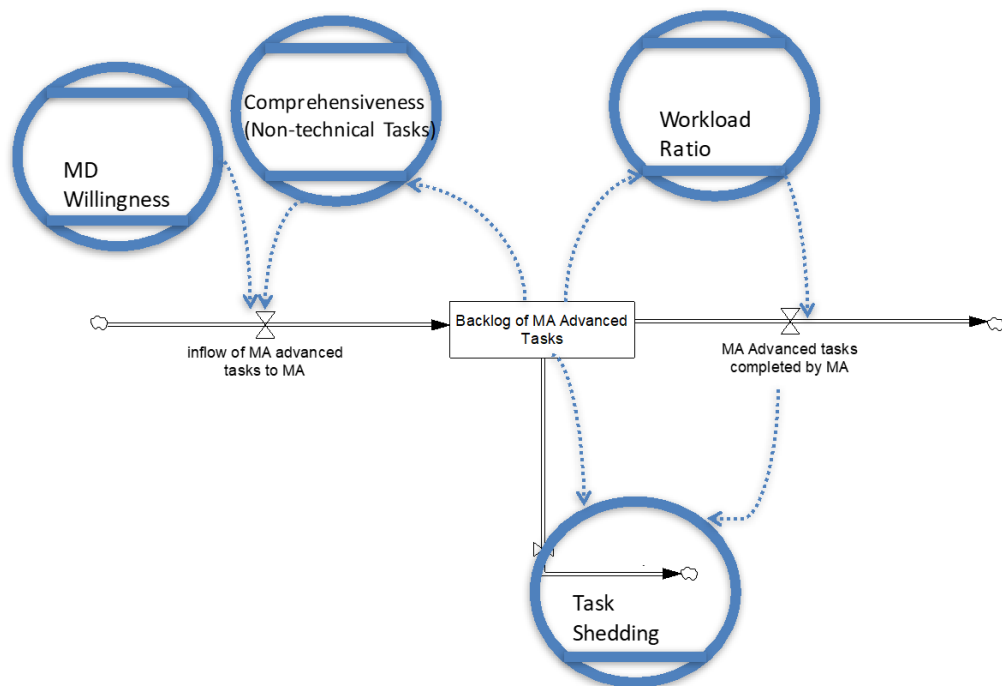 Comprehensiveness
(Non-technical Tasks)
Workload
Ratio
MD
Willingness
Backlog of MA Advanced
Tasks
inflow of MA advanced
tasks to MA
MA Advanced tasks
completed by MA
Task
Shedding